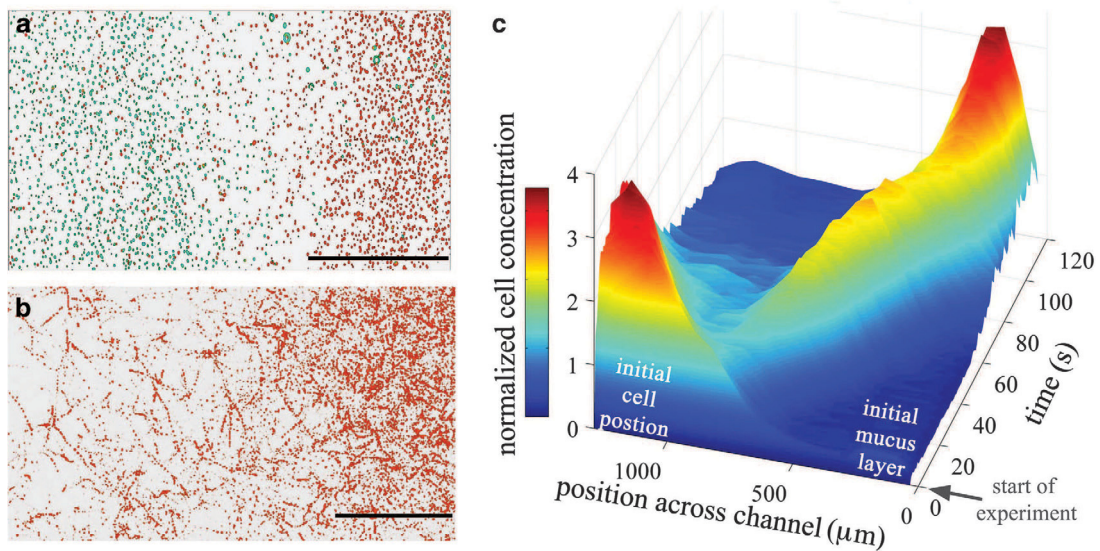 a
b
c
normalized cell concentration
4
3
2
1
0
initial
cell
postion
initial
mucus
layer
1000
500
0
position across channel (µm)
0
20
40
60
80
100
120
time (s)
start of
experiment